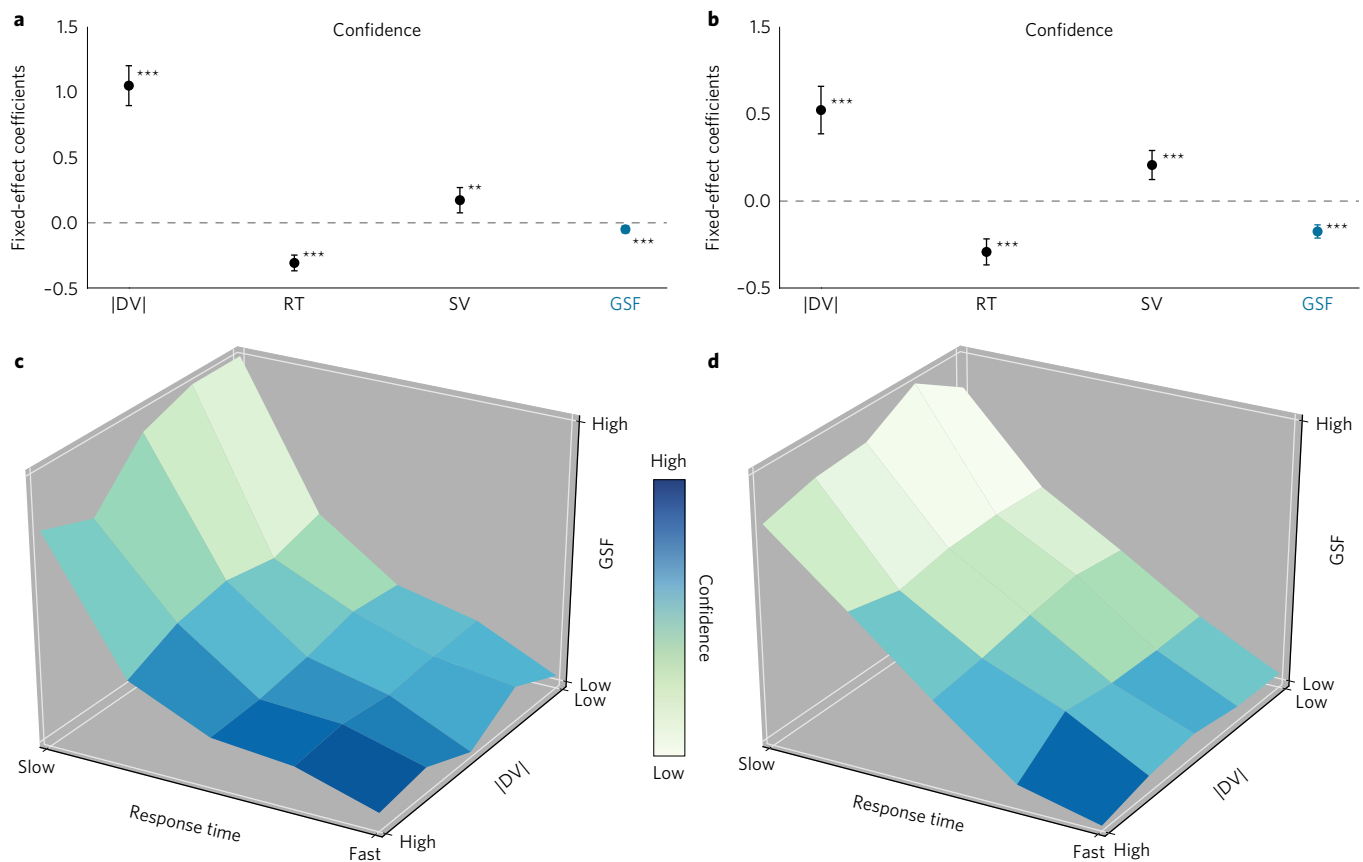 a
Confidence
Fixed-effect coefficients
1.5
1.0
0.5
0.0
−0.5
***
***
**
***
|DV|
RT
SV
GSF
b
Confidence
Fixed-effect coefficients
1.5
0.5
0.0
−0.5
***
***
***
***
|DV|
RT
SV
GSF
c
High
GSF
Low
Low
|DV|
High
Fast
Response time
Slow
High
Confidence
Low
d
High
GSF
Low
Low
|DV|
High
Fast
Response time
Slow